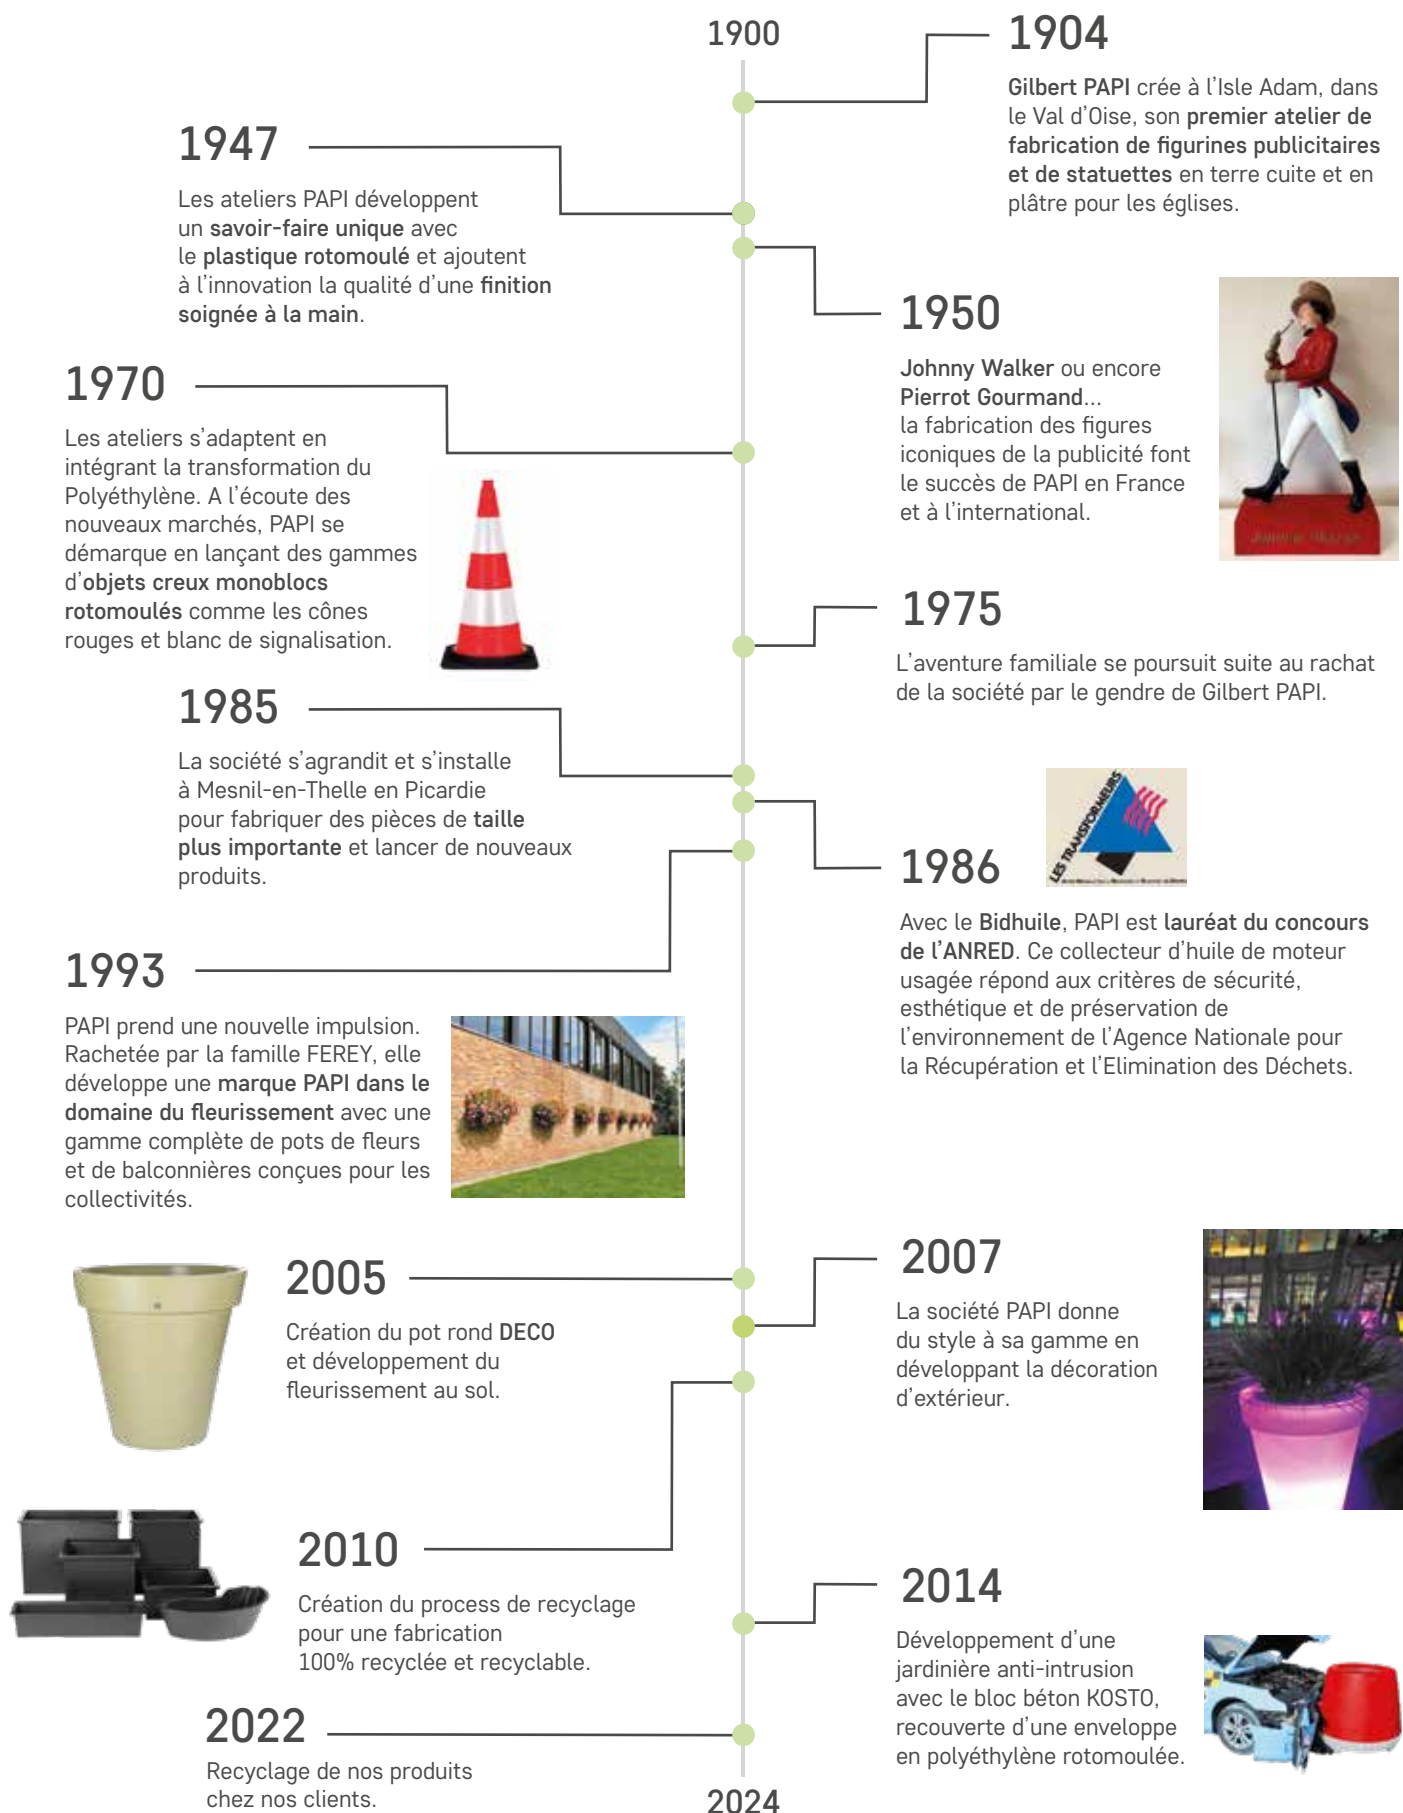 1900
1904
Gilbert PAPI crée à l'Isle Adam, dans
le Val d'Oise, son premier atelier de
fabrication de figurines publicitaires
et de statuettes en terre cuite et en
plâtre pour les églises.
1947
Les ateliers PAPI développent
un savoir-faire unique avec
le plastique rotomoulé et ajoutent
à l'innovation la qualité d'une finition
soignée à la main.
1950
Johnny Walker ou encore
Pierrot Gourmand...
la fabrication des figures
iconiques de la publicité font
le succès de PAPI en France
et à l'international.
1970
Les ateliers s'adaptent en
intégrant la transformation du
Polyéthylène. A l'écoute des
nouveaux marchés, PAPI se
démarque en lançant des gammes
d'objets creux monoblocs
rotomoulés comme les cônes
rouges et blanc de signalisation.
1975
L'aventure familiale se poursuit suite au rachat
de la société par le gendre de Gilbert PAPI.
1985
La société s'agrandit et s'installe
à Mesnil-en-Thelle en Picardie
pour fabriquer des pièces de taille
plus importante et lancer de nouveaux
produits.
LES TRANSFORMEURS
1986
Avec le Bidhuile, PAPI est lauréat du concours
de l'ANRED. Ce collecteur d'huile de moteur
usagée répond aux critères de sécurité,
esthétique et de préservation de
l'environnement de l'Agence Nationale pour
la Récupération et l'Elimination des Déchets.
1993
PAPI prend une nouvelle impulsion.
Rachetée par la famille FEREY, elle
développe une marque PAPI dans le
domaine du fleurissement avec une
gamme complète de pots de fleurs
et de balconnières conçues pour les
collectivités.
2005
Création du pot rond DECO
et développement du
fleurissement au sol.
2007
La société PAPI donne
du style à sa gamme en
développant la décoration
d'extérieur.
2010
Création du process de recyclage
pour une fabrication
100% recyclée et recyclable.
2014
Développement d'une
jardinière anti-intrusion
avec le bloc béton KOSTO,
recouverte d'une enveloppe
en polyéthylène rotomoulée.
2022
Recyclage de nos produits
chez nos clients.
2024